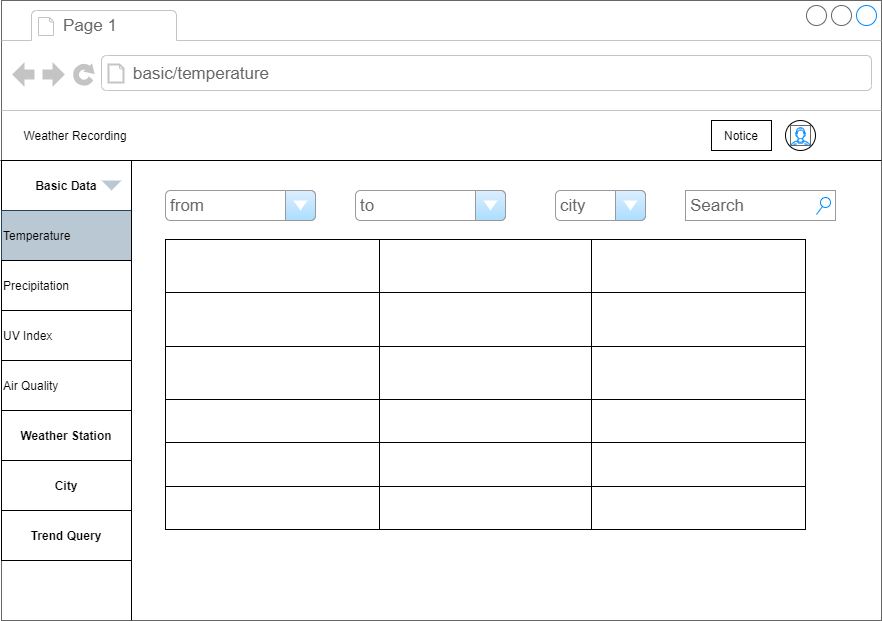 Page 1
basic/temperature
Weather Recording
Notice
Basic Data
Temperature
Precipitation
UV Index
Air Quality
Weather Station
City
Trend Query
from
to
city
Search